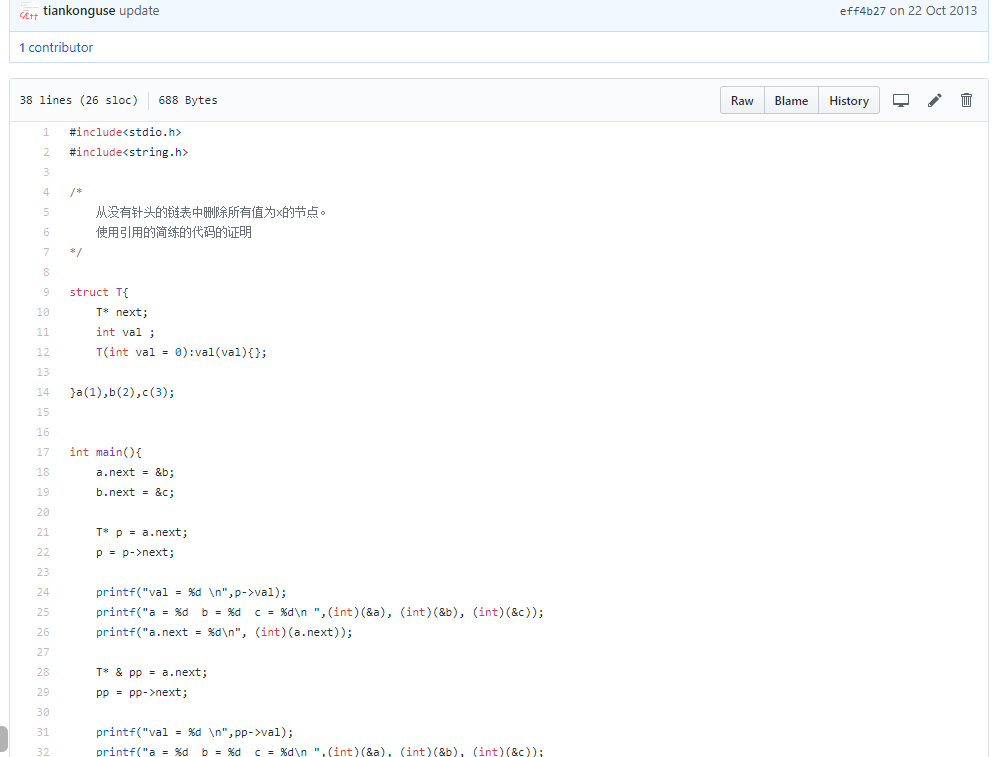 tiankonguse update eff4b27 on 22 Oct 2013
1 contributor
38 lines (26 sloc) 688 Bytes Raw Blame History
1 #include<stdio.h>
2 #include<string.h>
3
4 /*
5 从没有针头的链表中删除所有值为x的节点。
6 使用引用的简练的代码的证明
7 */
8
9 struct T{
10 T* next;
11 int val ;
12 T(int val = 0):val(val){};
13
14 }a(1),b(2),c(3);
15
16
17 int main(){
18 a.next = &b;
19 b.next = &c;
20
21 T* p = a.next;
22 p = p->next;
23
24 printf("val = %d \n",p->val);
25 printf("a = %d  b = %d  c = %d\n ",(int)(&a), (int)(&b), (int)(&c));
26 printf("a.next = %d\n", (int)(a.next));
27
28 T* & pp = a.next;
29 pp = pp->next;
30
31 printf("val = %d \n",pp->val);
32 printf("a = %d  b = %d  c = %d\n ",(int)(&a), (int)(&b), (int)(&c));